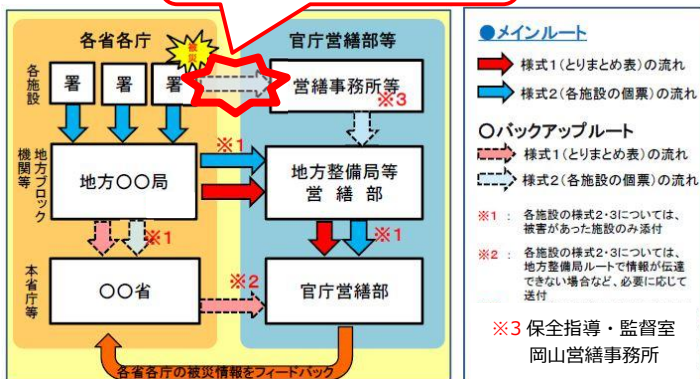 各省各庁
官庁営繕部等
被災
各施設
署
署
署
営繕事務所等
※3
地方ブロック
機関等
地方〇〇局
※1
地方整備局等
営繕部
※1
※1
本省庁等
〇〇省
※2
官庁営繕部
各省各庁の被災情報をフィードバック
●メインルート
様式1(とりまとめ表)の流れ
様式2(各施設の個票)の流れ
〇バックアップルート
様式1(とりまとめ表)の流れ
様式2(各施設の個票)の流れ
※1 : 各施設の様式2・3については、
被害があった施設のみ添付
※2 : 各施設の様式2・3については、
地方整備局ルートで情報が伝達
できない場合など、必要に応じて
送付
※3 保全指導・監督室
岡山営繕事務所